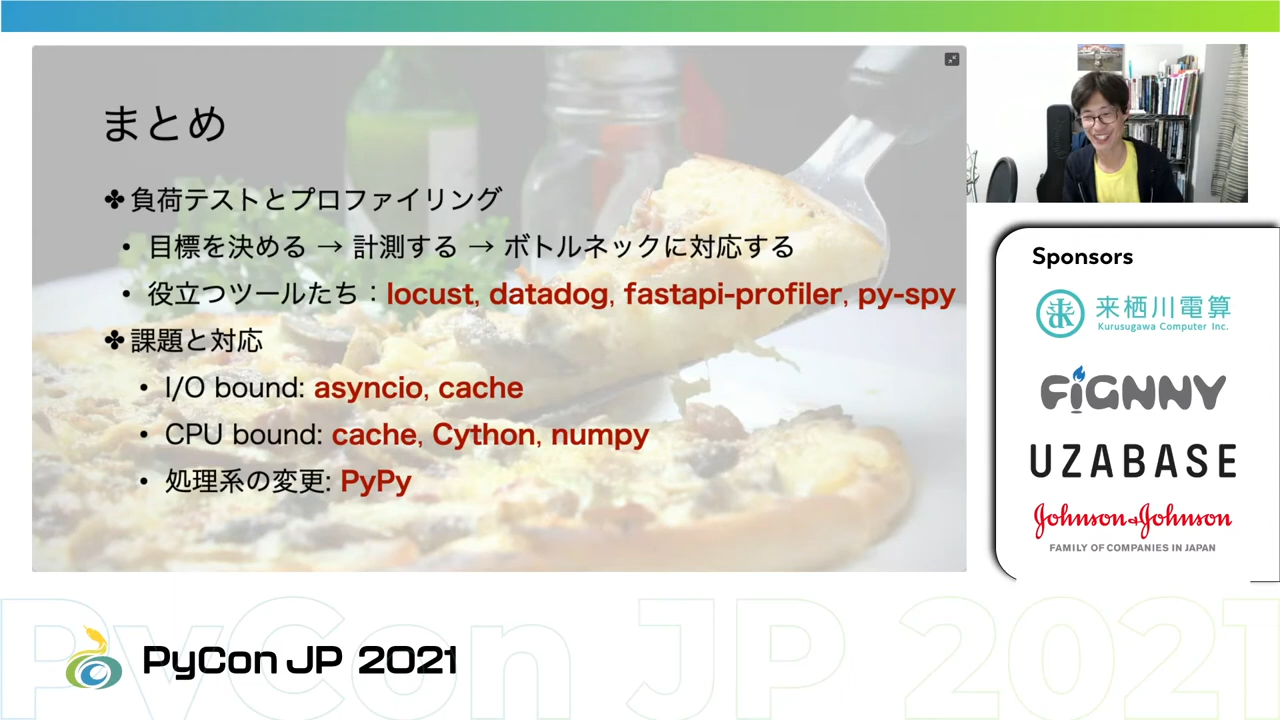 まとめ
✤負荷テストとプロファイリング
• 目標を決める → 計測する → ボトルネックに対応する
• 役立つツールたち：locust, datadog, fastapi-profiler, py-spy
✤課題と対応
• I/O bound: asyncio, cache
• CPU bound: cache, Cython, numpy
• 処理系の変更: PyPy
Sponsors
来栖川電算
Kurusugawa Computer Inc.
FiGNNY
UZABASE
Johnson&Johnson
FAMILY OF COMPANIES IN JAPAN
PyCon JP 2021
PyCon JP 2021